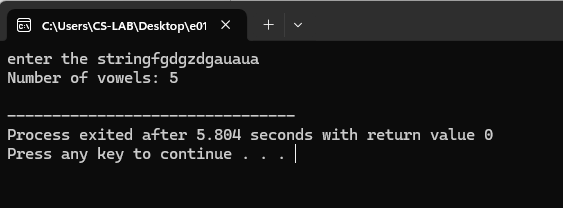 C:\Users\CS-LAB\Desktop\e01
enter the stringfgdgzdgauaua
Number of vowels: 5
--------------------------------
Process exited after 5.804 seconds with return value 0
Press any key to continue . . .